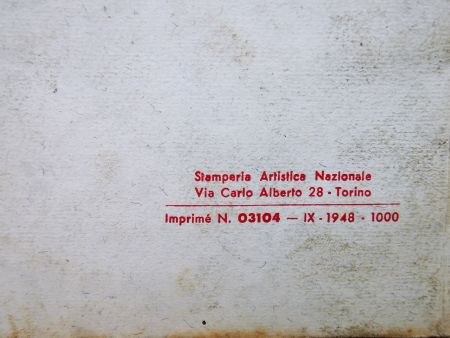 Stamperia Artistica Nazionale
Via Carlo Alberto 28 - Torino
Imprimé N. 03104 — IX - 1948 - 1000